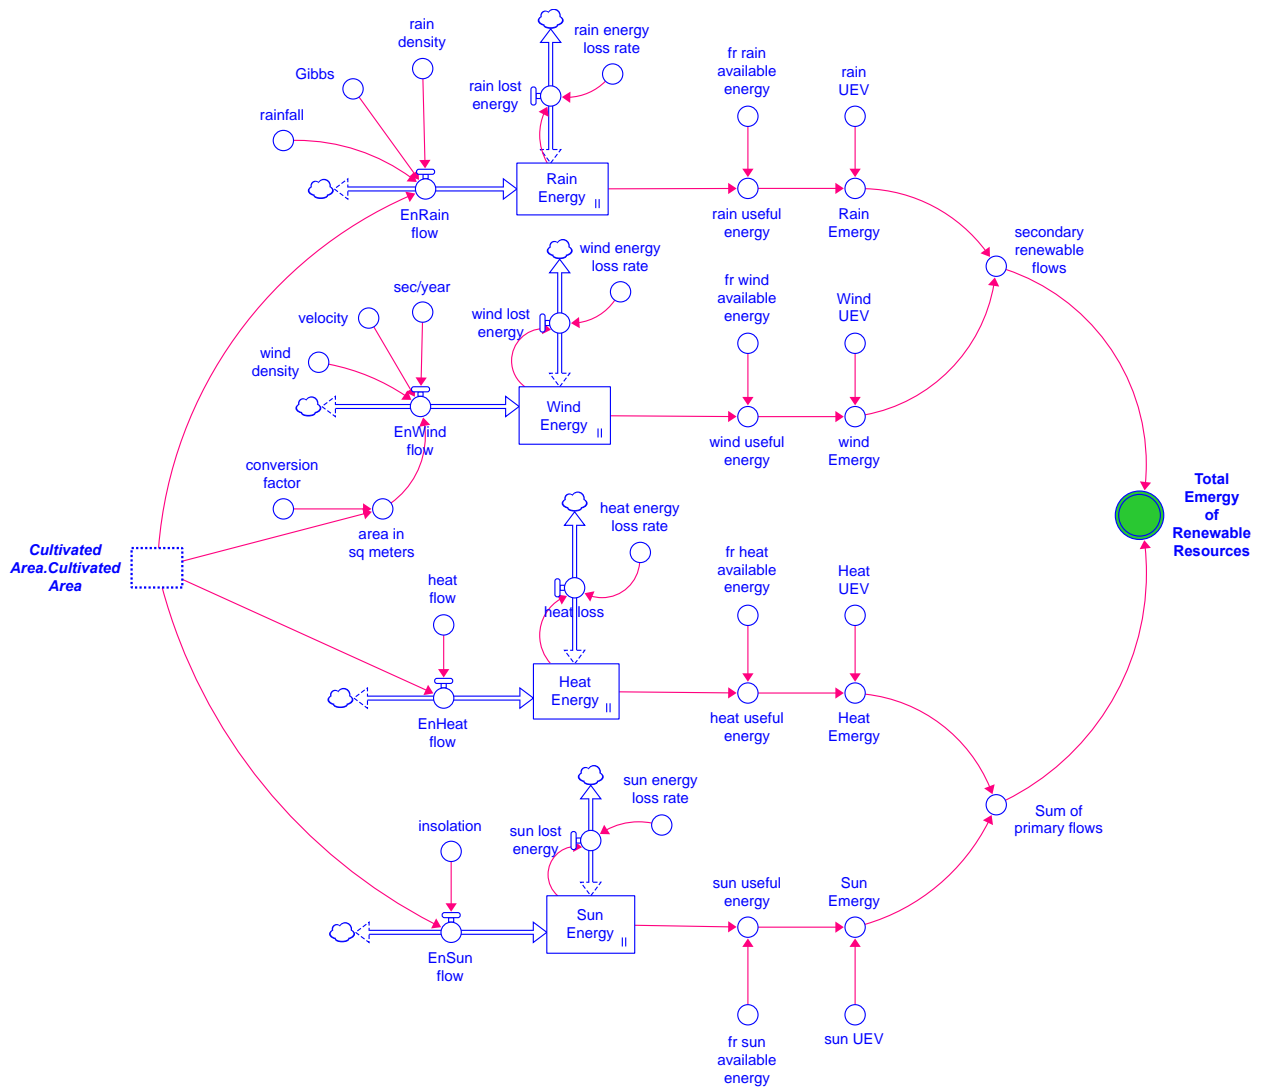 rain
density
rain energy
loss rate
Gibbs
rain lost
energy
fr rain
available
energy
rain
UEV
rainfall
Rain
Energy
EnRain
flow
rain useful
energy
Rain
Emergy
secondary
renewable
flows
wind energy
loss rate
sec/year
velocity
wind lost
energy
fr wind
available
energy
Wind
UEV
wind
density
Wind
Energy
EnWind
flow
wind useful
energy
wind
Emergy
conversion
factor
area in
sq meters
Total
Emergy
of
Renewable
Resources
Cultivated
Area.Cultivated
Area
heat energy
loss rate
heat
flow
heat loss
fr heat
available
energy
Heat
UEV
Heat
Energy
EnHeat
flow
heat useful
energy
Heat
Emergy
sun energy
loss rate
Sum of
primary flows
insolation
sun lost
energy
sun useful
energy
Sun
Emergy
Sun
Energy
EnSun
flow
fr sun
available
energy
sun UEV